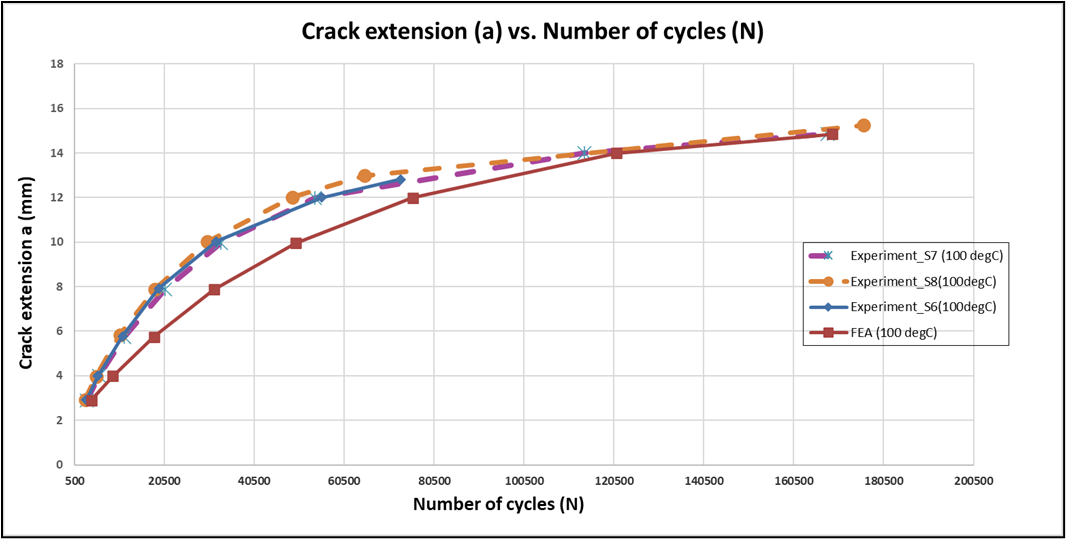 Crack extension (a) vs. Number of cycles (N)
Crack extension a (mm)
18
16
14
12
10
8
6
4
2
0
500 20500 40500 60500 80500 100500 120500 140500 160500 180500 200500
Number of cycles (N)
Experiment_S7 (100 degC)
Experiment_S8(100degC)
Experiment_S6(100degC)
FEA (100 degC)